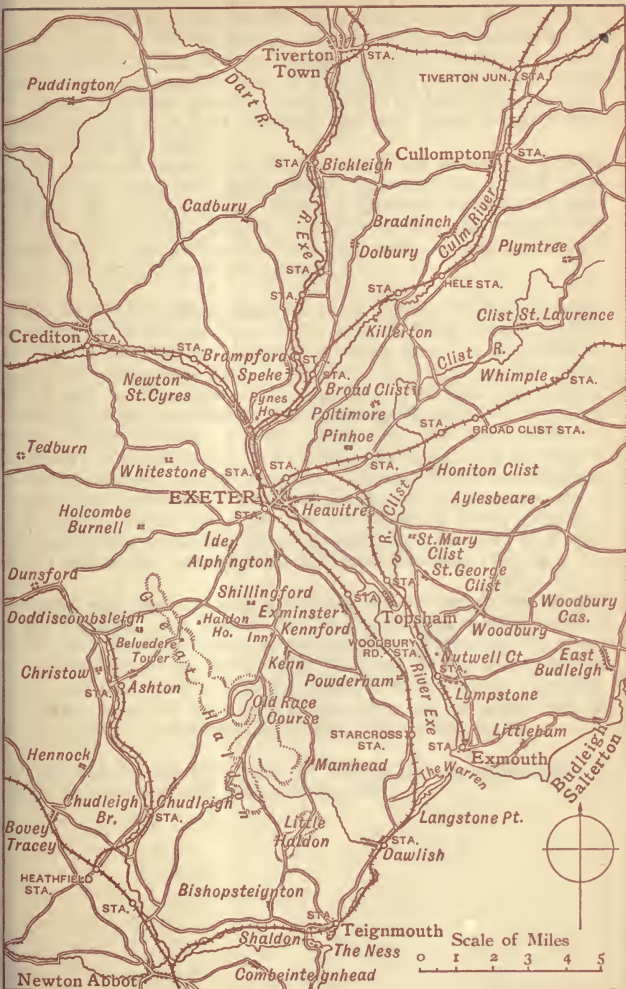 Tiverton
Town
STA.
TIVERTON JUN.
STA.
Puddington
Dart R.
STA.
Bickleigh
Cullompton
STA.
Cadbury
R. Exe
Bradninch
Culm River
Dolbury
Plymtree
STA.
STA.
HELE STA.
STA.
Killerton
Clist St. Lawrence
Crediton
STA.
STA.
Brampford
Speke
ST.
STA.
Clist R.
Whimple
STA.
Newton
St. Cyres
Pynes
Ho.
Broad Clist
Poltimore
Pinhoe
STA.
BROAD CLIST STA.
Tedburn
Whitestone
STA.
STA.
Honiton Clist
EXETER
STA.
Heavitree
R. Clist
Aylesbeare
Holcombe
Burnell
Ide
Alphington
St. Mary
Clist
St. George
Clist
Dunsford
Great Haldon
Shillingford
Exminster
STA.
STA.
Topsham
Woodbury
Cas.
Doddiscombsleigh
Haldon
Ho.
Inn
Kennford
WOODBURY
RD. STA.
Woodbury
Belvedere
Tower
Kenn
Nutwell Ct.
East
Budleigh
Christow
STA.
Ashton
Powderham
River Exe
STA.
Lympstone
Old Race
Course
STARCROSS
STA.
STA.
Exmouth
Littleham
Budleigh
Salterton
Hennock
Mamhead
The Warren
Chudleigh
Br.
STA.
Chudleigh
Langstone Pt.
Bovey
Tracey
Little
Haldon
STA.
Dawlish
HEATHFIELD
STA.
STA.
Bishopsteignton
STA.
Teignmouth
Shaldon
The Ness
Scale of Miles
0 1 2 3 4 5
Newton Abbot
Combeinteignhead